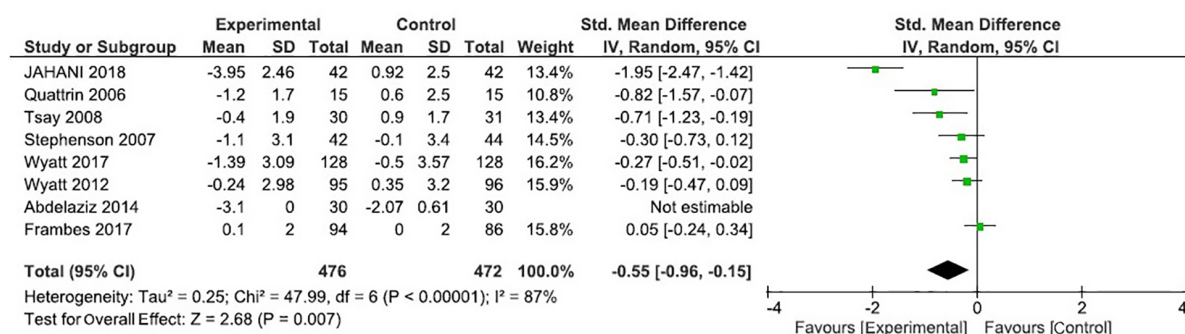 Experimental Control Std. Mean Difference Std. Mean Difference
Study or Subgroup Mean SD Total Mean SD Total Weight IV, Random, 95% CI IV, Random, 95% CI
JAHANI 2018 -3.95 2.46 42 0.92 2.5 42 13.4% -1.95 [-2.47, -1.42]
Quattrin 2006 -1.2 1.7 15 0.6 2.5 15 10.8% -0.82 [-1.57, -0.07]
Tsay 2008 -0.4 1.9 30 0.9 1.7 31 13.4% -0.71 [-1.23, -0.19]
Stephenson 2007 -1.1 3.1 42 -0.1 3.4 44 14.5% -0.30 [-0.73, 0.12]
Wyatt 2017 -1.39 3.09 128 -0.5 3.57 128 16.2% -0.27 [-0.51, -0.02]
Wyatt 2012 -0.24 2.98 95 0.35 3.2 96 15.9% -0.19 [-0.47, 0.09]
Abdelaziz 2014 -3.1 0 30 -2.07 0.61 30 Not estimable
Frambes 2017 0.1 2 94 0 2 86 15.8% 0.05 [-0.24, 0.34]
Total (95% CI) 476 472 100.0% -0.55 [-0.96, -0.15]
Heterogeneity: Tau² = 0.25; Chi² = 47.99, df = 6 (P < 0.00001); I² = 87%
Test for Overall Effect: Z = 2.68 (P = 0.007)
-4 -2 0 2 4
Favours [Experimental] Favours [Control]